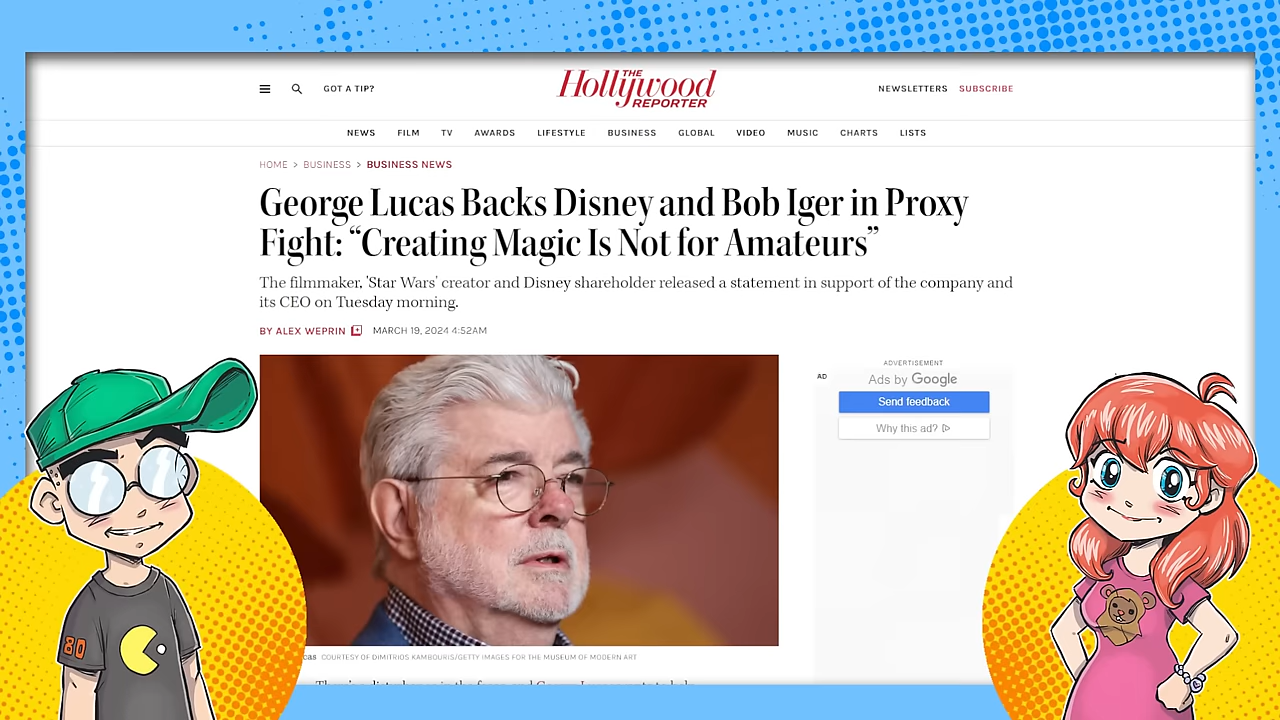 GOT A TIP?
THE
Hollywood
REPORTER
NEWSLETTERS SUBSCRIBE
NEWS FILM TV AWARDS LIFESTYLE BUSINESS GLOBAL VIDEO MUSIC CHARTS LISTS
HOME > BUSINESS > BUSINESS NEWS
George Lucas Backs Disney and Bob Iger in Proxy
Fight: “Creating Magic Is Not for Amateurs”
The filmmaker, 'Star Wars' creator and Disney shareholder released a statement in support of the company and
its CEO on Tuesday morning.
BY ALEX WEPRIN MARCH 19, 2024 4:52AM
ADVERTISEMENT
AD
Ads by Google
Send feedback
Why this ad?
COURTESY OF DIMITRIOS KAMBOURIS/GETTY IMAGES FOR THE MUSEUM OF MODERN ART
80